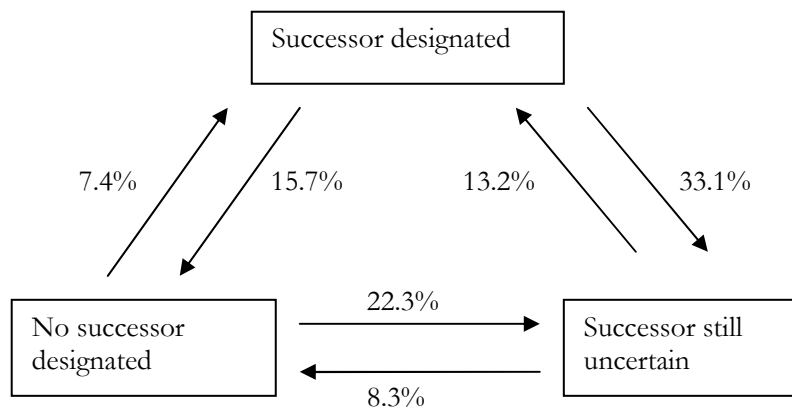 Successor designated
7.4%
15.7%
13.2%
33.1%
22.3%
No successor
designated
Successor still
uncertain
8.3%